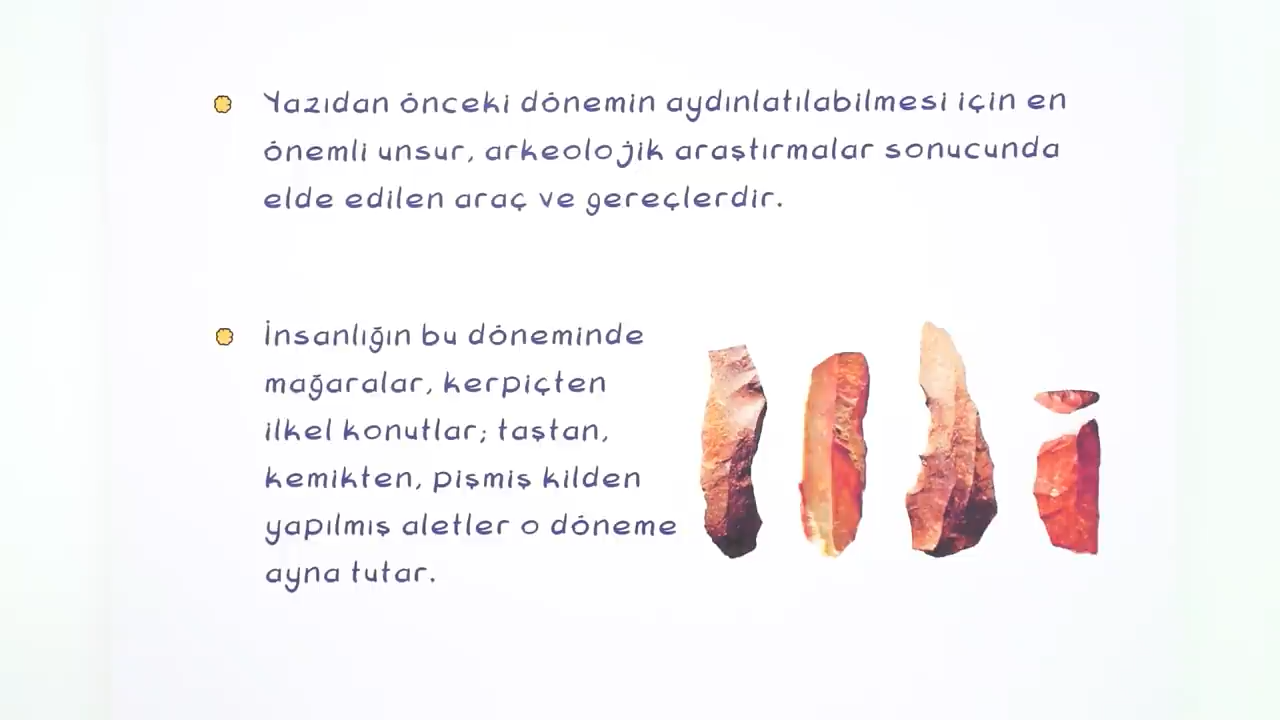 Yazıdan önceki dönemin aydınlatılabilmesi için en
önemli unsur, arkeolojik araştırmalar sonucunda
elde edilen araç ve gereçlerdir.
İnsanlığın bu döneminde
mağaralar, kerpiçten
ilkel konutlar; taştan,
kemikten, pişmiş kilden
yapılmış aletler o döneme
ayna tutar.